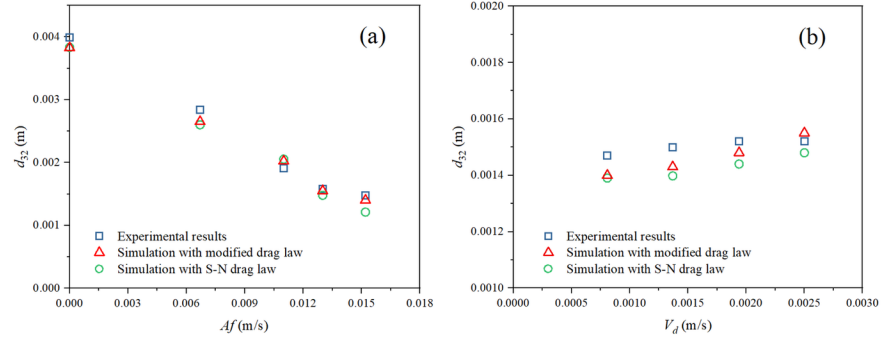 (a)
0.004
0.003
0.002
0.001
0.000
d32 (m)
Experimental results
Simulation with modified drag law
Simulation with S-N drag law
0.000 0.003 0.006 0.009 0.012 0.015 0.018
Af (m/s)
(b)
0.0020
0.0018
0.0016
0.0014
0.0012
0.0010
d32 (m)
Experimental results
Simulation with modified drag law
Simulation with S-N drag law
0.0000 0.0005 0.0010 0.0015 0.0020 0.0025 0.0030
Vd (m/s)